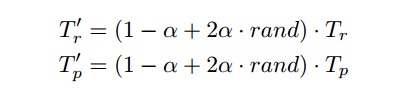 T′_r = (1 − α + 2α · rand) · T_r
T′_p = (1 − α + 2α · rand) · T_p